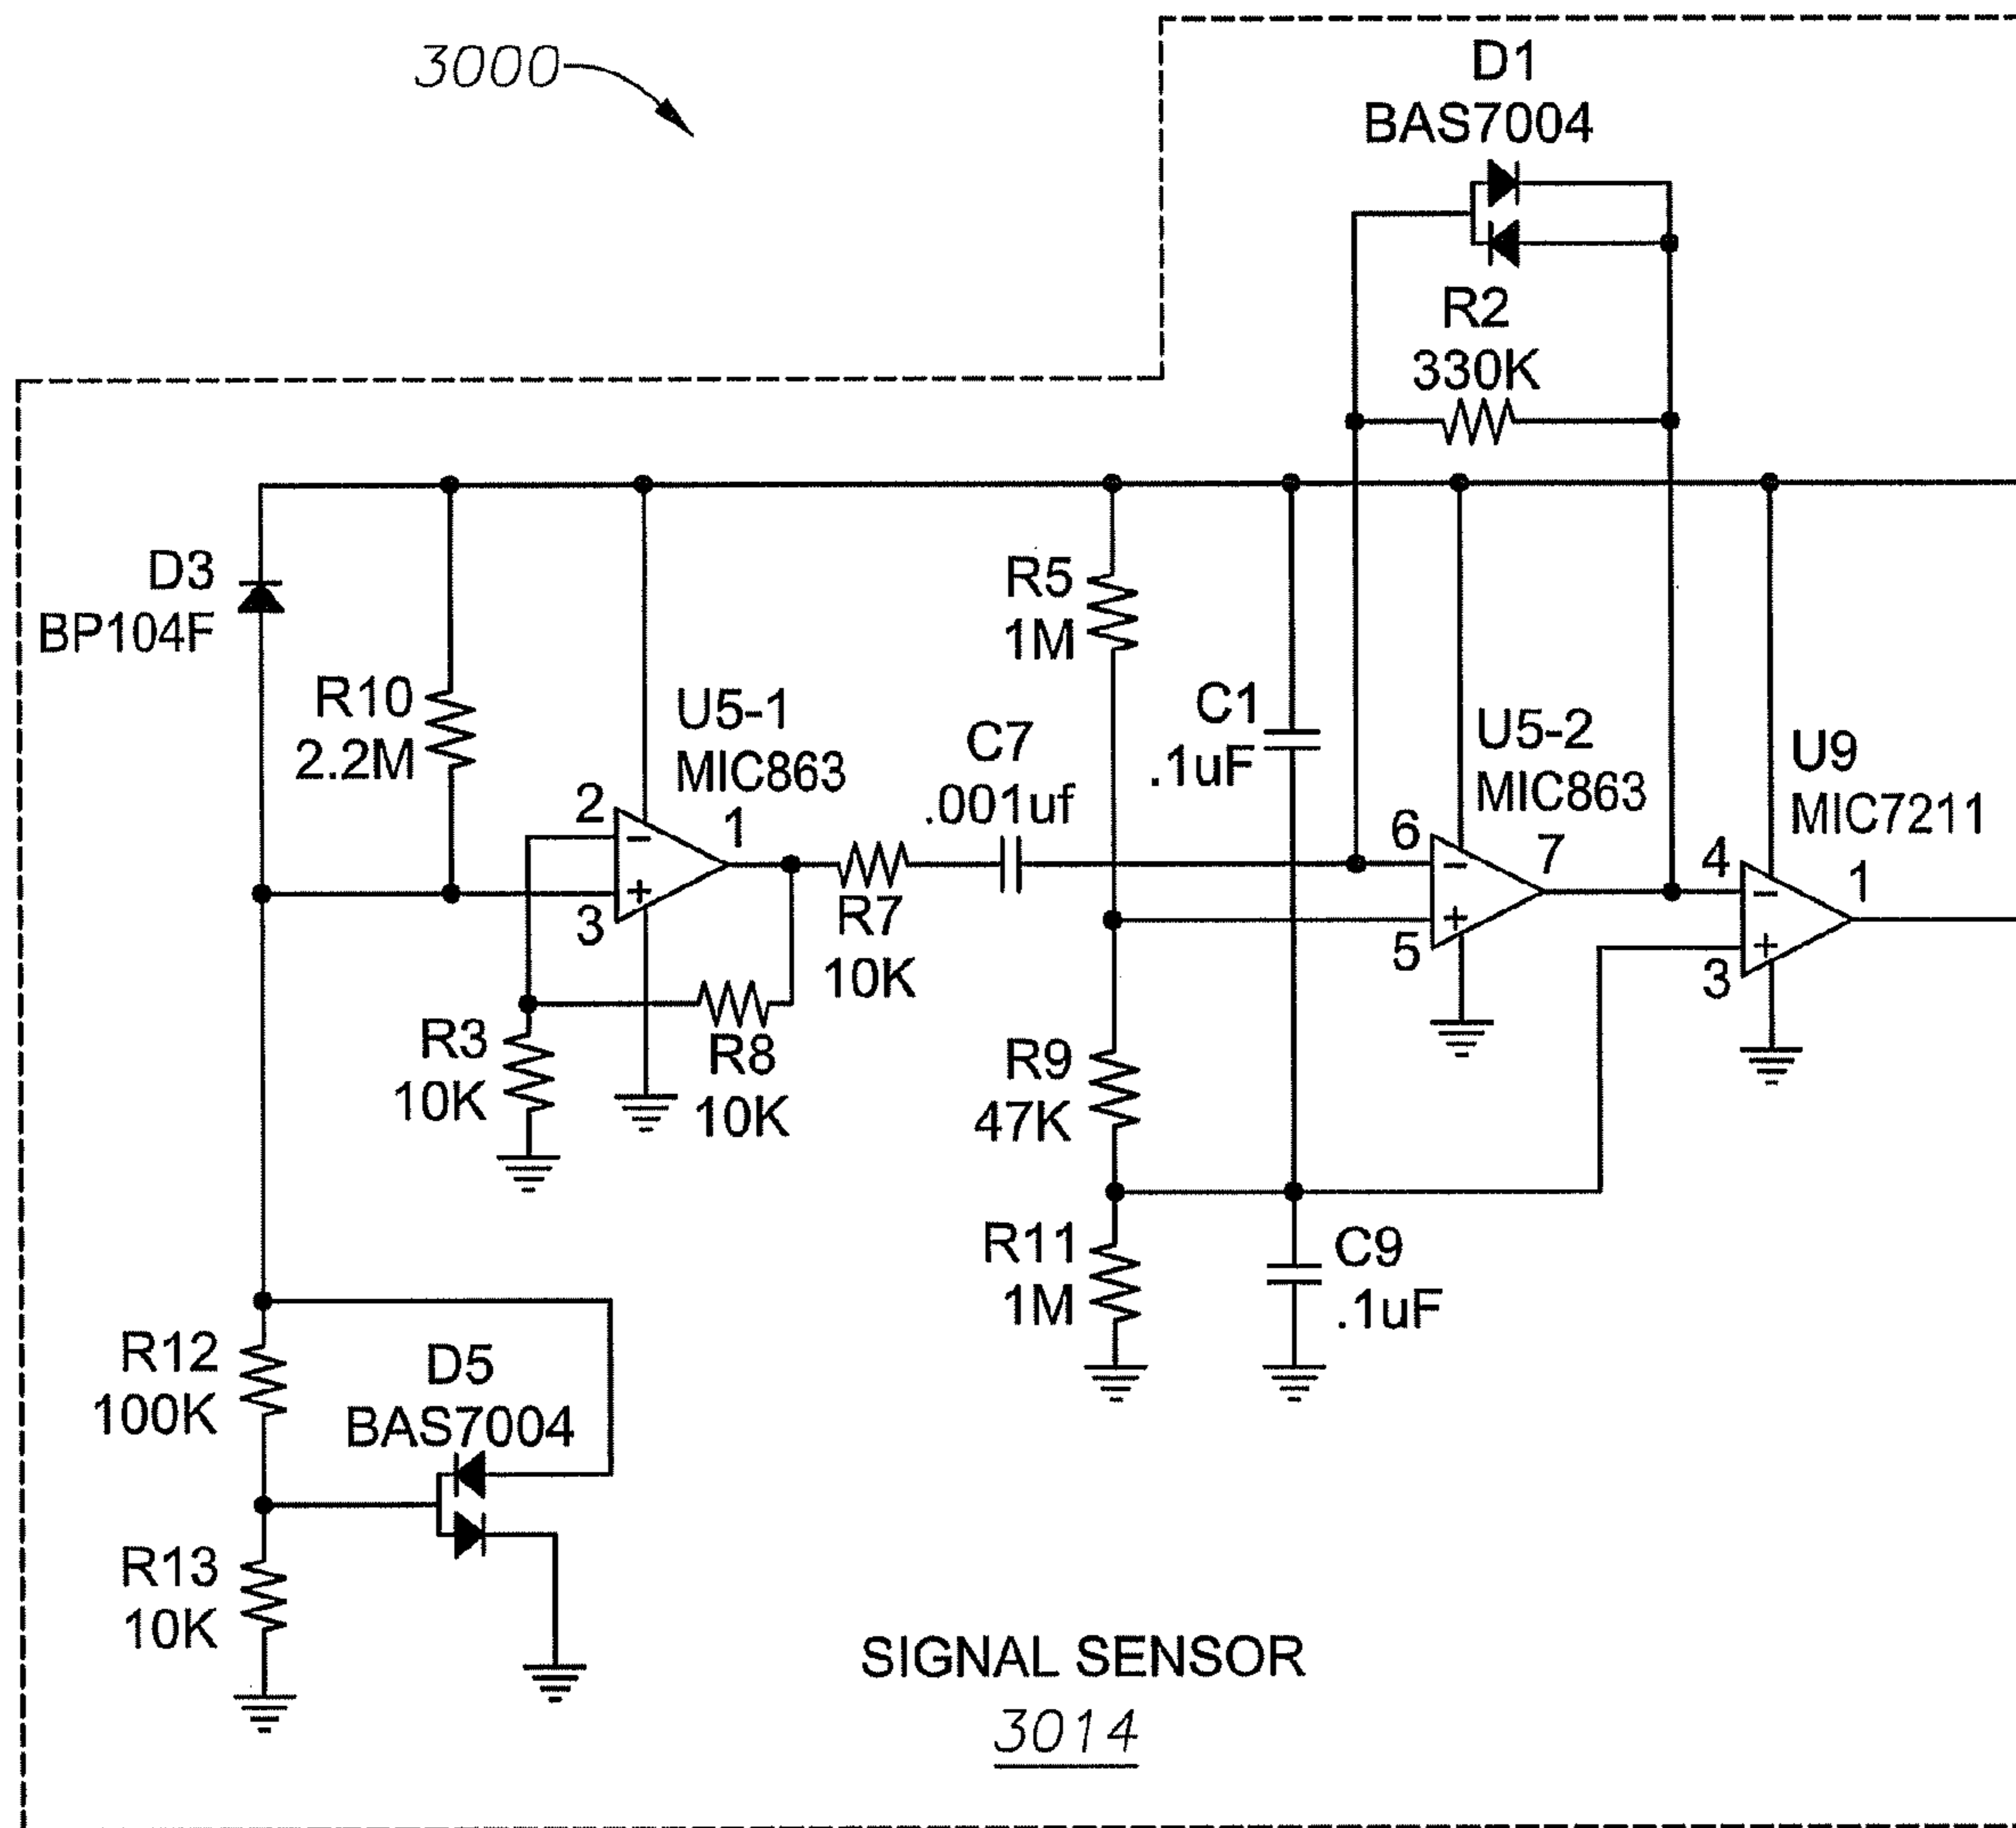 3000
D1
BAS7004
R2
330K
D3
BP104F
R10
2.2M
U5-1
MIC863
2
-
1
+
3
R3
10K
R8
10K
R7
10K
C7
.001uf
R5
1M
C1
.1uF
U5-2
MIC863
6
-
7
+
5
U9
MIC7211
4
-
1
+
3
R9
47K
R11
1M
C9
.1uF
R12
100K
D5
BAS7004
R13
10K
SIGNAL SENSOR
3014